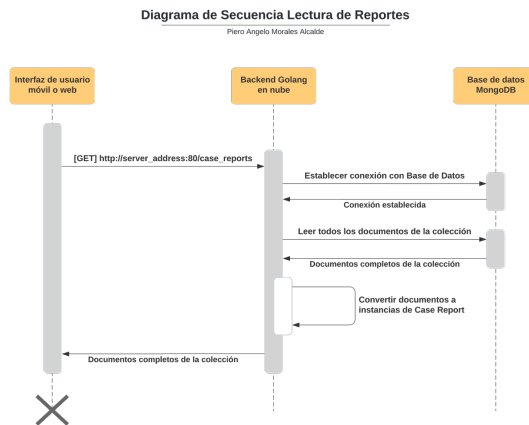 Diagrama de Secuencia Lectura de Reportes
Piero Angelo Morales Alcalde
Interfaz de usuario
móvil o web
Backend Golang
en nube
Base de datos
MongoDB
[GET] http://server_address:80/case_reports
Establecer conexión con Base de Datos
Conexión establecida
Leer todos los documentos de la colección
Documentos completos de la colección
Convertir documentos a
instancias de Case Report
Documentos completos de la colección